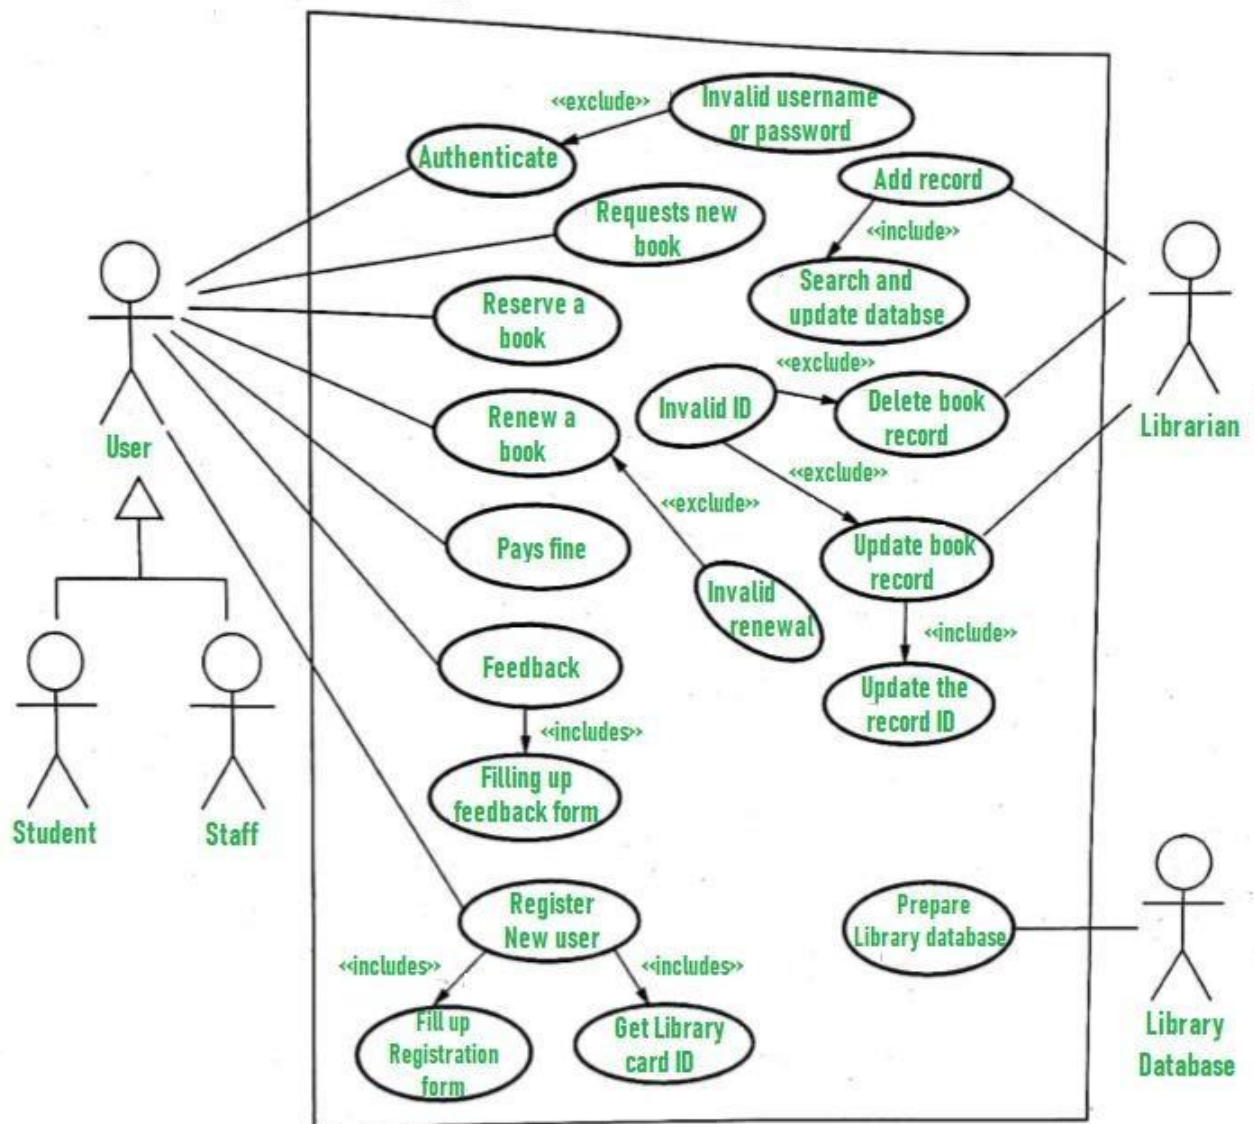 <<exclude>>
Invalid username
or password
Authenticate
Add record
Requests new
book
<<include>>
Search and
update databse
Reserve a
book
<<exclude>>
Invalid ID
Delete book
record
Renew a
book
<<exclude>>
<<exclude>>
User
Librarian
Pays fine
Update book
record
Invalid
renewal
<<include>>
Feedback
Update the
record ID
<<includes>>
Filling up
feedback form
Student
Staff
Register
New user
Prepare
Library database
<<includes>>
<<includes>>
Fill up
Registration
form
Get Library
card ID
Library
Database